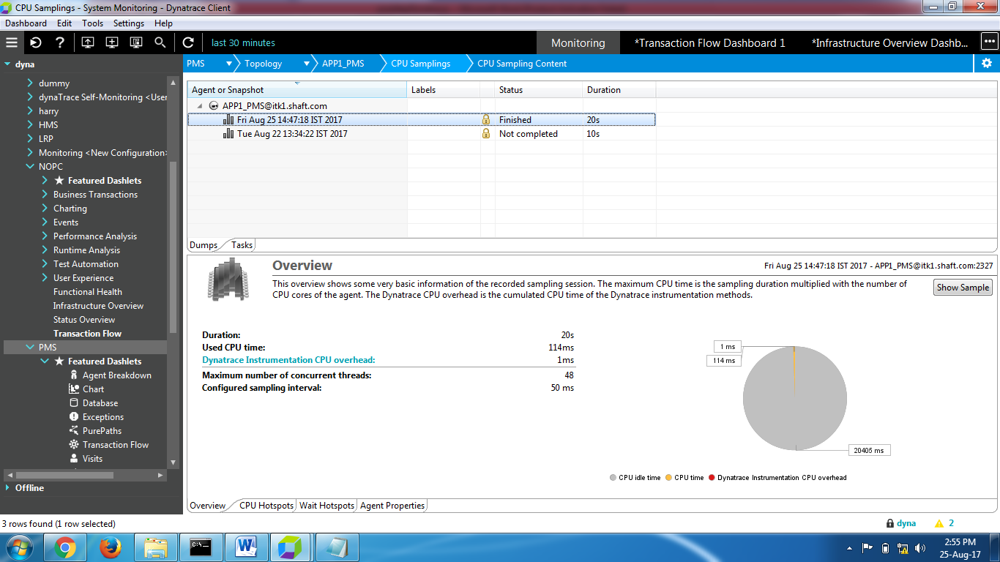 CPU Samplings - System Monitoring - Dynatrace Client
Dashboard Edit Tools Settings Help
last 30 minutes
Monitoring
*Transaction Flow Dashboard 1
*Infrastructure Overview Dashb...
dyna
dummy
dynaTrace Self-Monitoring <User
harry
HMS
LRP
Monitoring <New Configuration>
NOPC
Featured Dashlets
Business Transactions
Charting
Events
Performance Analysis
Runtime Analysis
Test Automation
User Experience
Functional Health
Infrastructure Overview
Status Overview
Transaction Flow
PMS
Featured Dashlets
Agent Breakdown
Chart
Database
Exceptions
PurePaths
Transaction Flow
Visits
Offline
PMS Topology APP1_PMS CPU Samplings CPU Sampling Content
Agent or Snapshot Labels Status Duration
APP1_PMS@itk1.shaft.com
Fri Aug 25 14:47:18 IST 2017 Finished 20s
Tue Aug 22 13:34:22 IST 2017 Not completed 10s
Dumps Tasks
Overview
Fri Aug 25 14:47:18 IST 2017 - APP1_PMS@itk1.shaft.com:2327
This overview shows some very basic information of the recorded sampling session. The maximum CPU time is the sampling duration multiplied with the number of
CPU cores of the agent. The Dynatrace CPU overhead is the cumulated CPU time of the Dynatrace instrumentation methods.
Show Sample
Duration: 20s
Used CPU time: 114ms
Dynatrace Instrumentation CPU overhead: 1ms
Maximum number of concurrent threads: 48
Configured sampling interval: 50 ms
1 ms
114 ms
20405 ms
CPU idle time CPU time Dynatrace Instrumentation CPU overhead
Overview CPU Hotspots Wait Hotspots Agent Properties
3 rows found (1 row selected)
dyna 2
2:55 PM
25-Aug-17